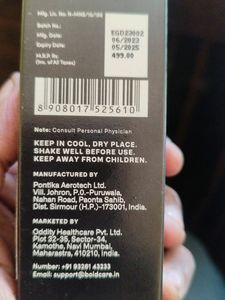 Mfg. Lic. No. N-MNB/16/192
Batch No.: EGD23002
Mfg. Date: 06/2023
Expiry Date 05/2025
M.R.P. Rs. 499.00
(Inc. of All Taxes)
8 908017 525610
Note: Consult Personal Physician
KEEP IN COOL, DRY PLACE.
SHAKE WELL BEFORE USE.
KEEP AWAY FROM CHILDREN.
MANUFACTURED BY
Pontika Aerotech Ltd.
Vill. Johron, P.O.-Puruwala,
Nahan Road, Paonta Sahib,
Dist. Sirmour (H.P.)-173001, India.
MARKETED BY
Oddity Healthcare Pvt. Ltd.
Plot 32-35, Sector-34,
Kamothe, Navi Mumbai,
Maharastra, 410210, India.
Number: +91 93201 43233
Email: support@boldcare.in